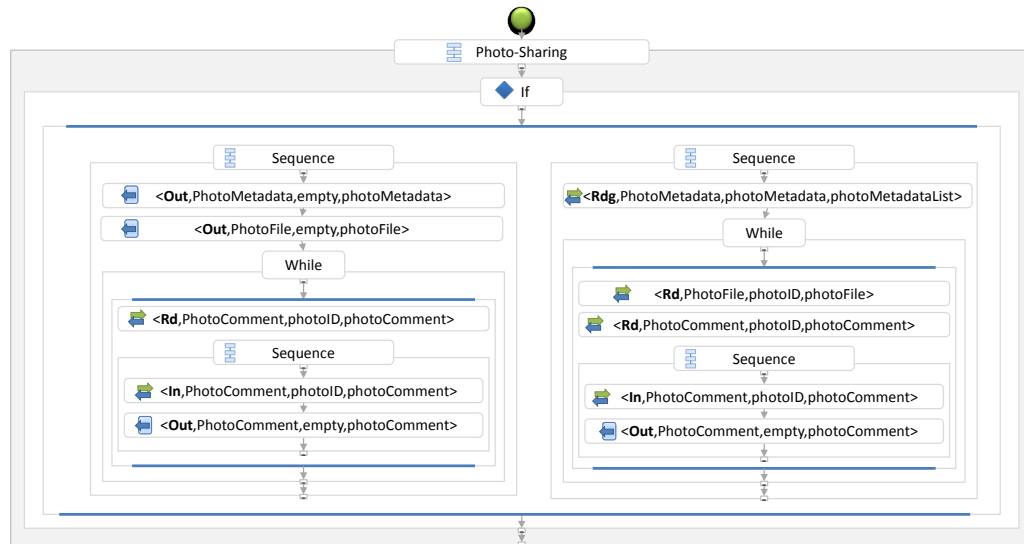 Photo-Sharing
If
Sequence
<Out,PhotoMetadata,empty,photoMetadata>
<Out,PhotoFile,empty,photoFile>
While
<Rd,PhotoComment,photoID,photoComment>
Sequence
<In,PhotoComment,photoID,photoComment>
<Out,PhotoComment,empty,photoComment>
Sequence
<Rdg,PhotoMetadata,photoMetadata,photoMetadataList>
While
<Rd,PhotoFile,photoID,photoFile>
<Rd,PhotoComment,photoID,photoComment>
Sequence
<In,PhotoComment,photoID,photoComment>
<Out,PhotoComment,empty,photoComment>